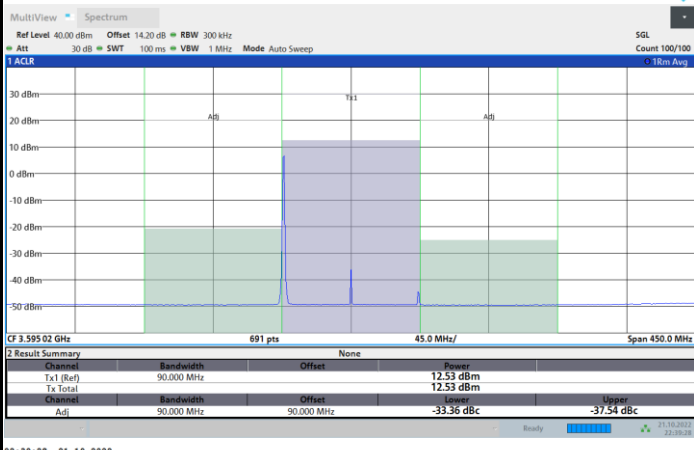 MultiView Spectrum
Ref Level 40.00 dBm Offset 14.20 dB RBW 300 kHz SGL
Att 30 dB SWT 100 ms VBW 1 MHz Mode Auto Sweep Count 100/100
1 ACLR 1Rm Avg
30 dBm
Tx1
20 dBm
Adj Adj
10 dBm
0 dBm
-10 dBm
-20 dBm
-30 dBm
-40 dBm
-50 dBm
CF 3.595 02 GHz 691 pts 45.0 MHz/ Span 450.0 MHz
2 Result Summary None
Channel Bandwidth Offset Power
Tx1 (Ref) 90.000 MHz 12.53 dBm
Tx Total 12.53 dBm
Channel Bandwidth Offset Lower Upper
Adj 90.000 MHz 90.000 MHz -33.36 dBc -37.54 dBc
Ready 21.10.2022
22:39:28